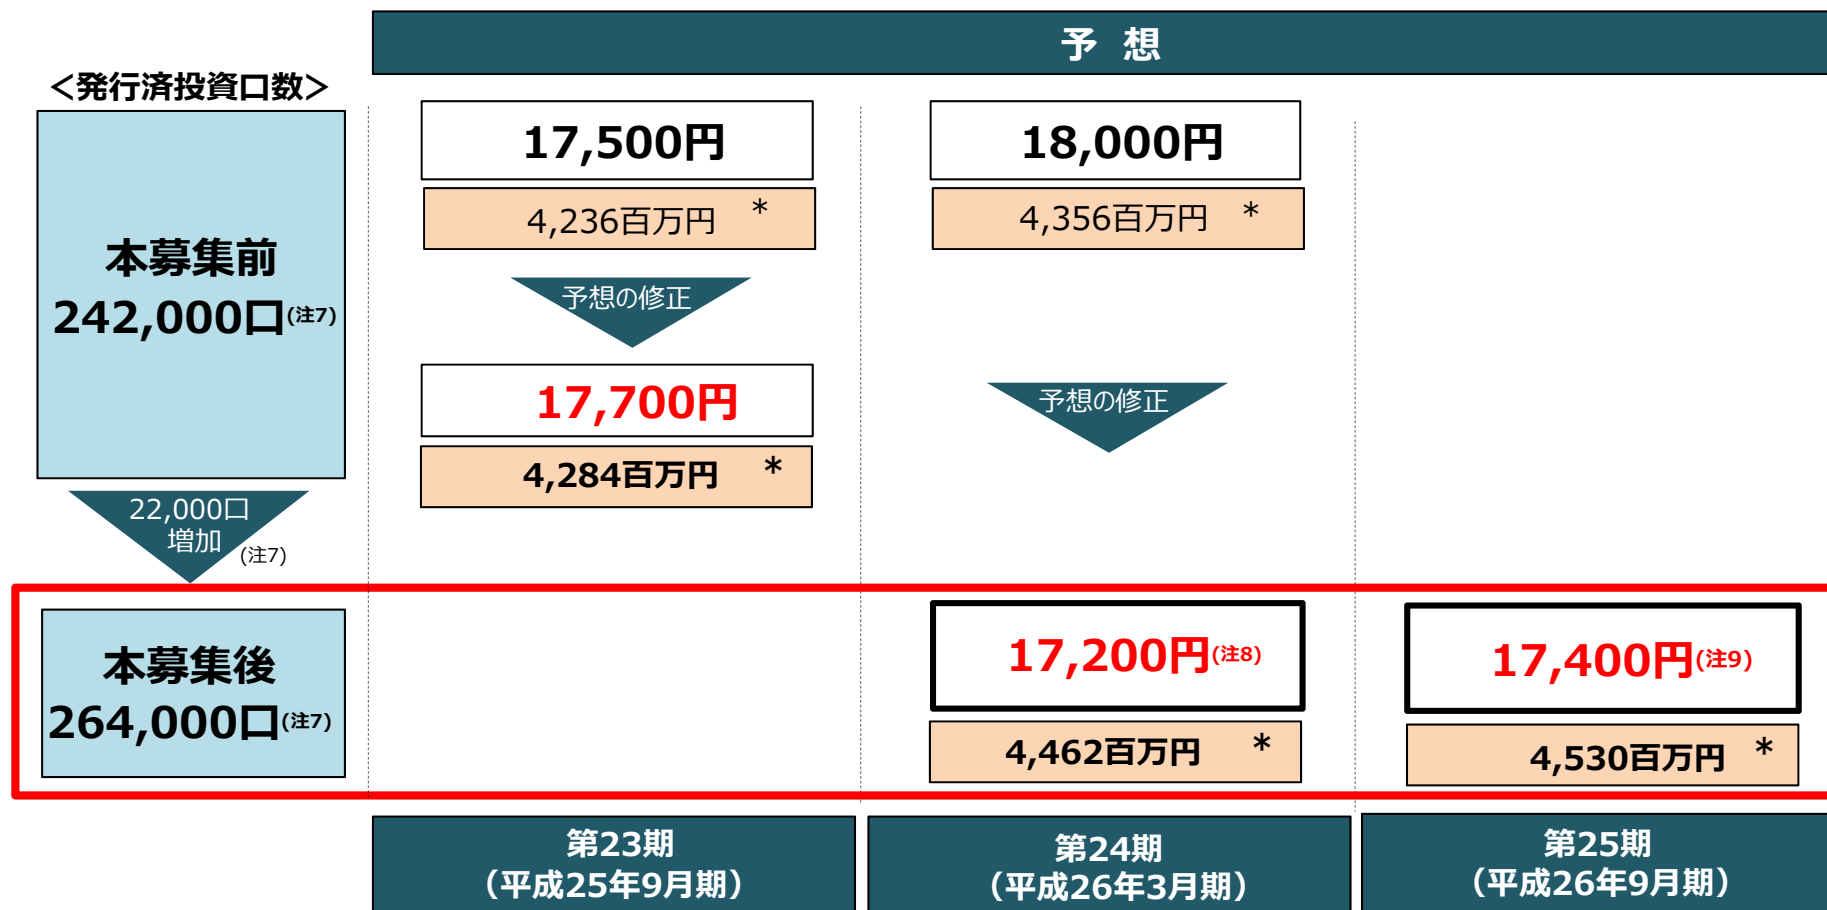 予 想
＜発行済投資口数＞
本募集前
242,000口(注7)
22,000口
増加 (注7)
本募集後
264,000口(注7)
17,500円
4,236百万円 *
予想の修正
17,700円
4,284百万円 *
18,000円
4,356百万円 *
予想の修正
17,200円(注8)
4,462百万円 *
17,400円(注9)
4,530百万円 *
第23期
（平成25年9月期）
第24期
（平成26年3月期）
第25期
（平成26年9月期）